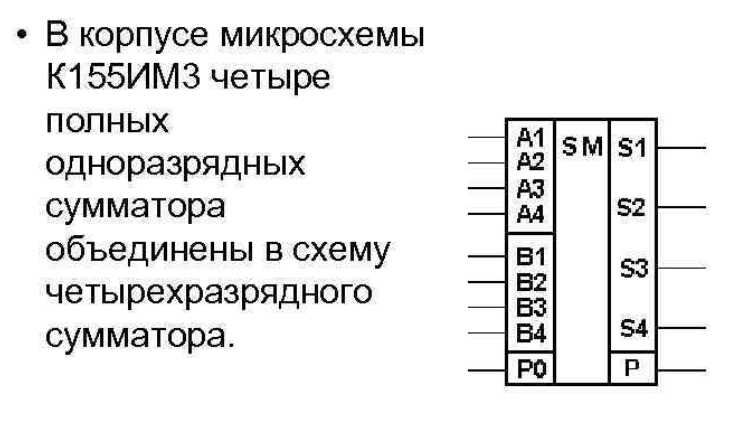 • В корпусе микросхемы
К155ИМ3 четыре
полных
одноразрядных
сумматора
объединены в схему
четырехразрядного
сумматора.
A1 SM S1
A2
A3
A4 S2
B1
B2 S3
B3
B4 S4
P0 P